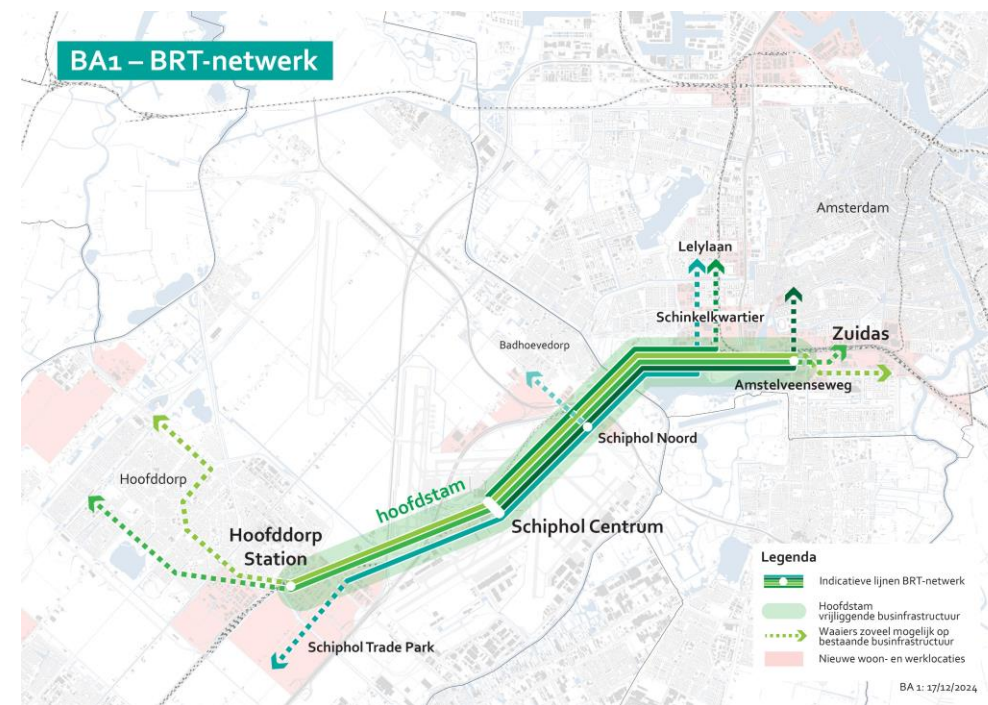 BA1 – BRT-netwerk
Amsterdam
Lelylaan
Schinkelkwartier
Zuidas
Badhoevedorp
Amstelveenseweg
Schiphol Noord
Hoofddorp
hoofdstam
Schiphol Centrum
Hoofddorp
Station
Schiphol Trade Park
Legenda
Indicatieve lijnen BRT-netwerk
Hoofdstam
vrijliggende businfrastructuur
Waaiers zoveel mogelijk op
bestaande businfrastructuur
Nieuwe woon- en werklocaties
BA 1: 17/12/2024